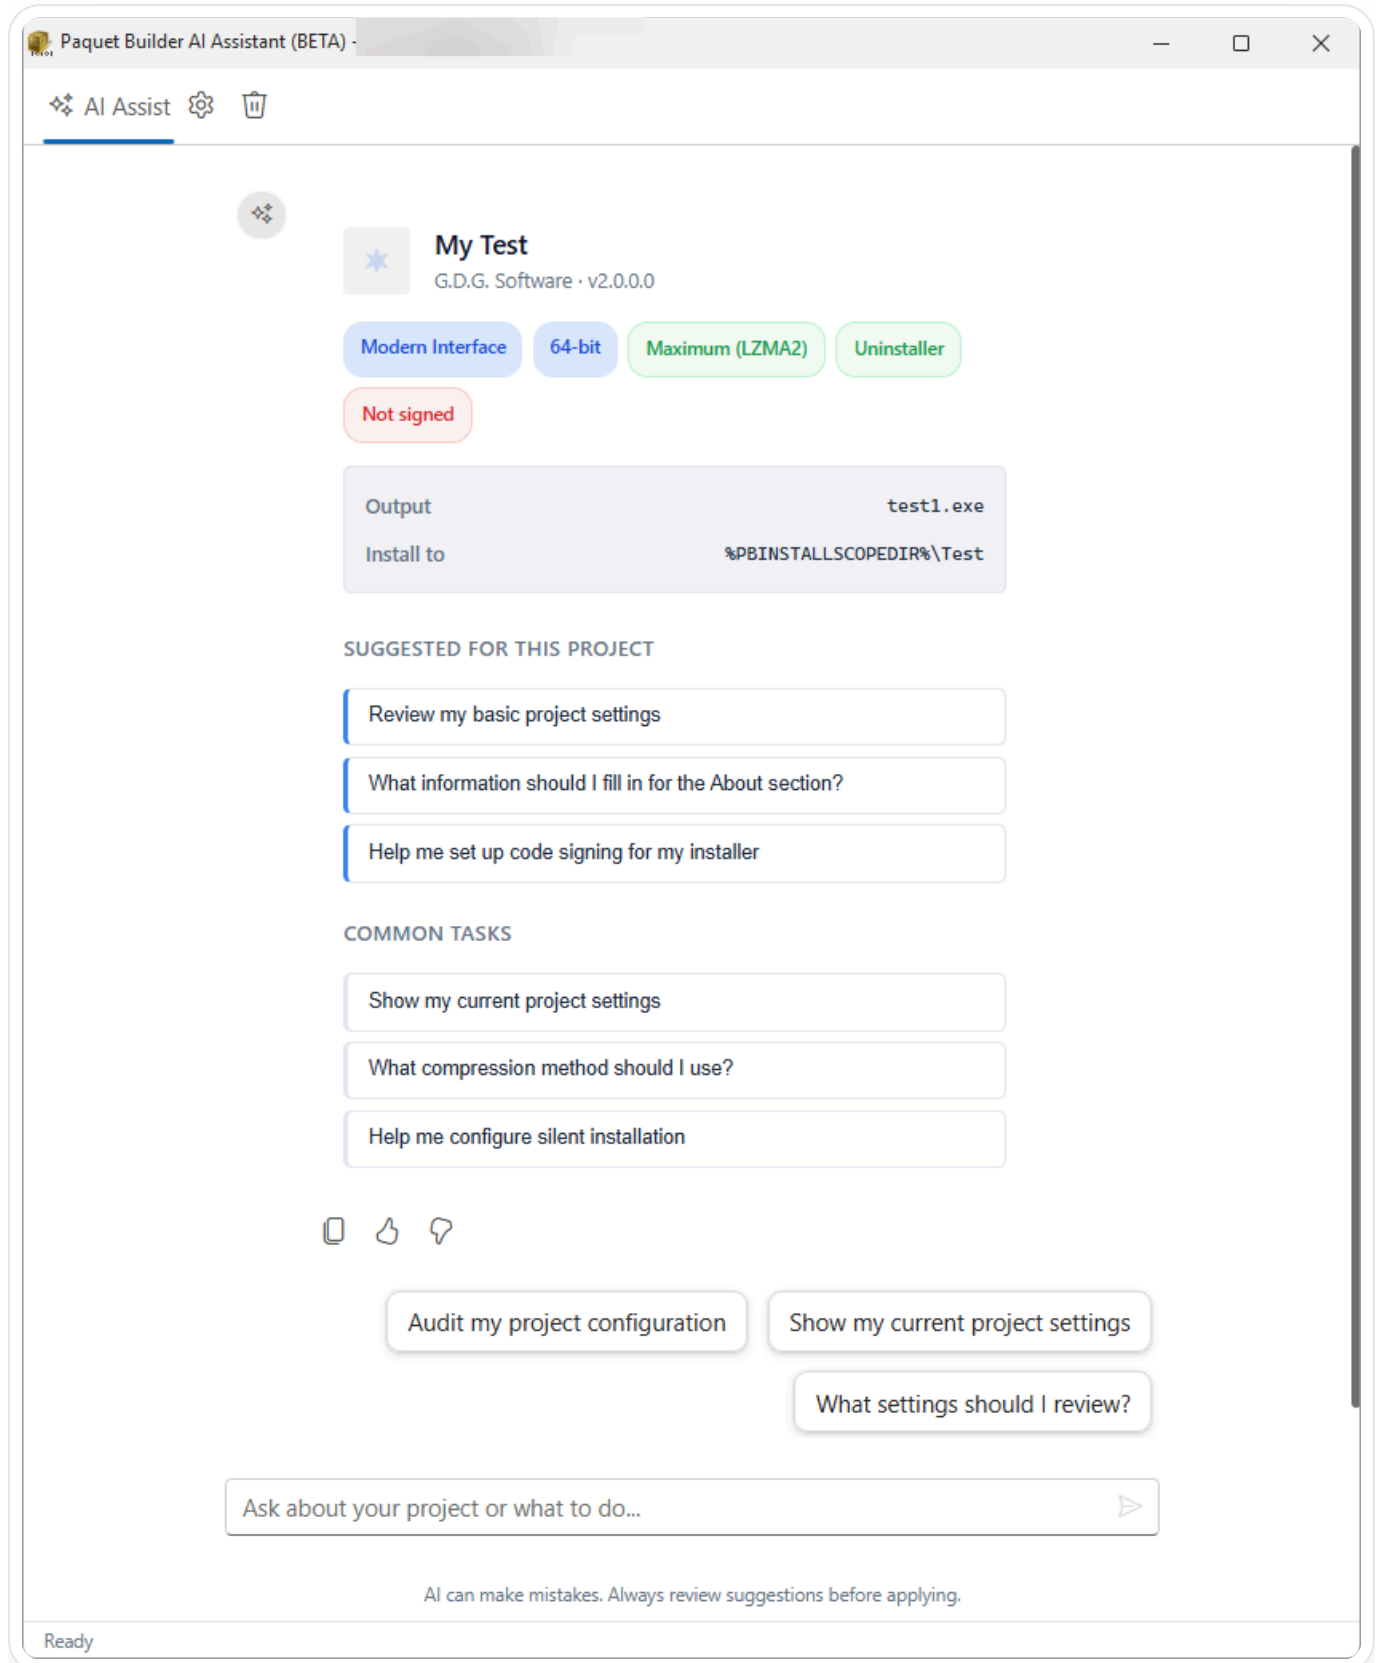 Paquet Builder AI Assistant (BETA) -
AI Assist
My Test
G.D.G. Software · v2.0.0.0
Modern Interface
64-bit
Maximum (LZMA2)
Uninstaller
Not signed
Output test1.exe
Install to %PBINSTALLSCOPEDIR%\Test
SUGGESTED FOR THIS PROJECT
Review my basic project settings
What information should I fill in for the About section?
Help me set up code signing for my installer
COMMON TASKS
Show my current project settings
What compression method should I use?
Help me configure silent installation
Audit my project configuration
Show my current project settings
What settings should I review?
Ask about your project or what to do...
AI can make mistakes. Always review suggestions before applying.
Ready